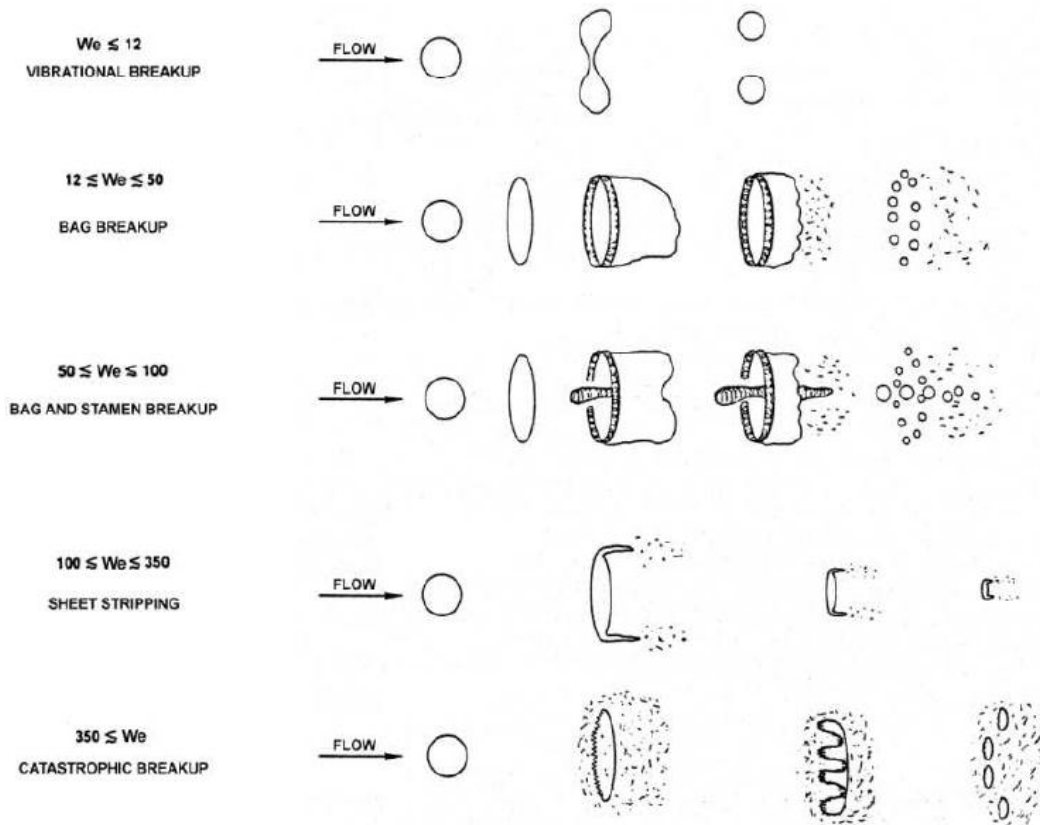 We ≤ 12
VIBRATIONAL BREAKUP
FLOW
12 ≤ We ≤ 50
BAG BREAKUP
FLOW
50 ≤ We ≤ 100
BAG AND STAMEN BREAKUP
FLOW
100 ≤ We ≤ 350
SHEET STRIPPING
FLOW
350 ≤ We
CATASTROPHIC BREAKUP
FLOW